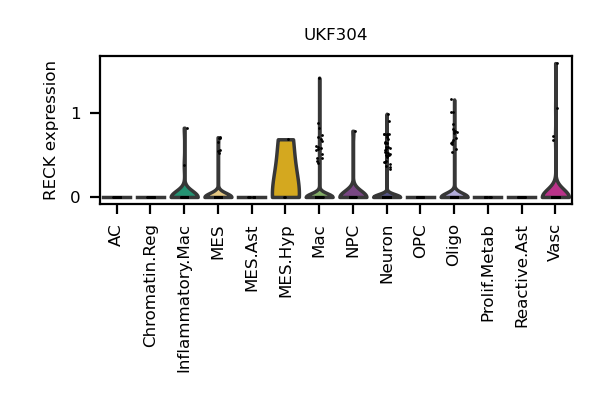 UKF304
RECK expression
1
0
AC
Chromatin.Reg
Inflammatory.Mac
MES
MES.Ast
MES.Hyp
Mac
NPC
Neuron
OPC
Oligo
Prolif.Metab
Reactive.Ast
Vasc